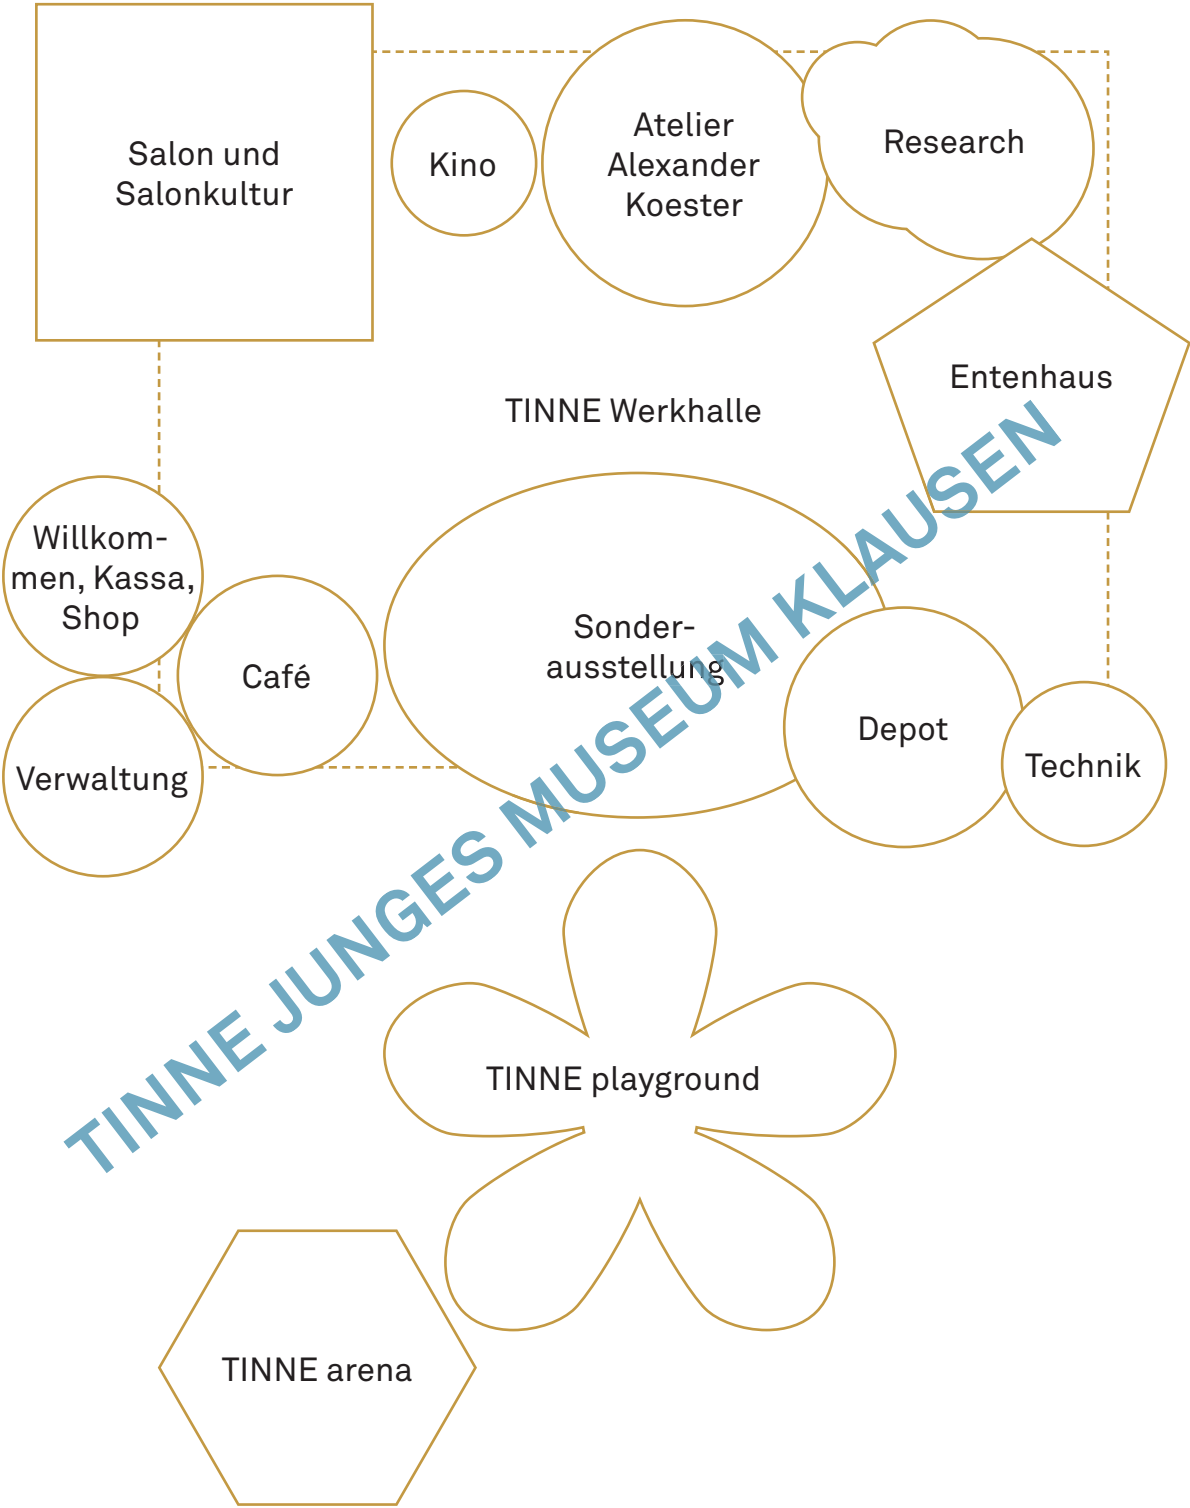 Salon und
Salonkultur
Kino
Atelier
Alexander
Koester
Research
Entenhaus
TINNE Werkhalle
Willkom-
men, Kassa,
Shop
Café
Sonder-
ausstellung
Verwaltung
Depot
Technik
TINNE JUNGES MUSEUM KLAUSEN
TINNE playground
TINNE arena